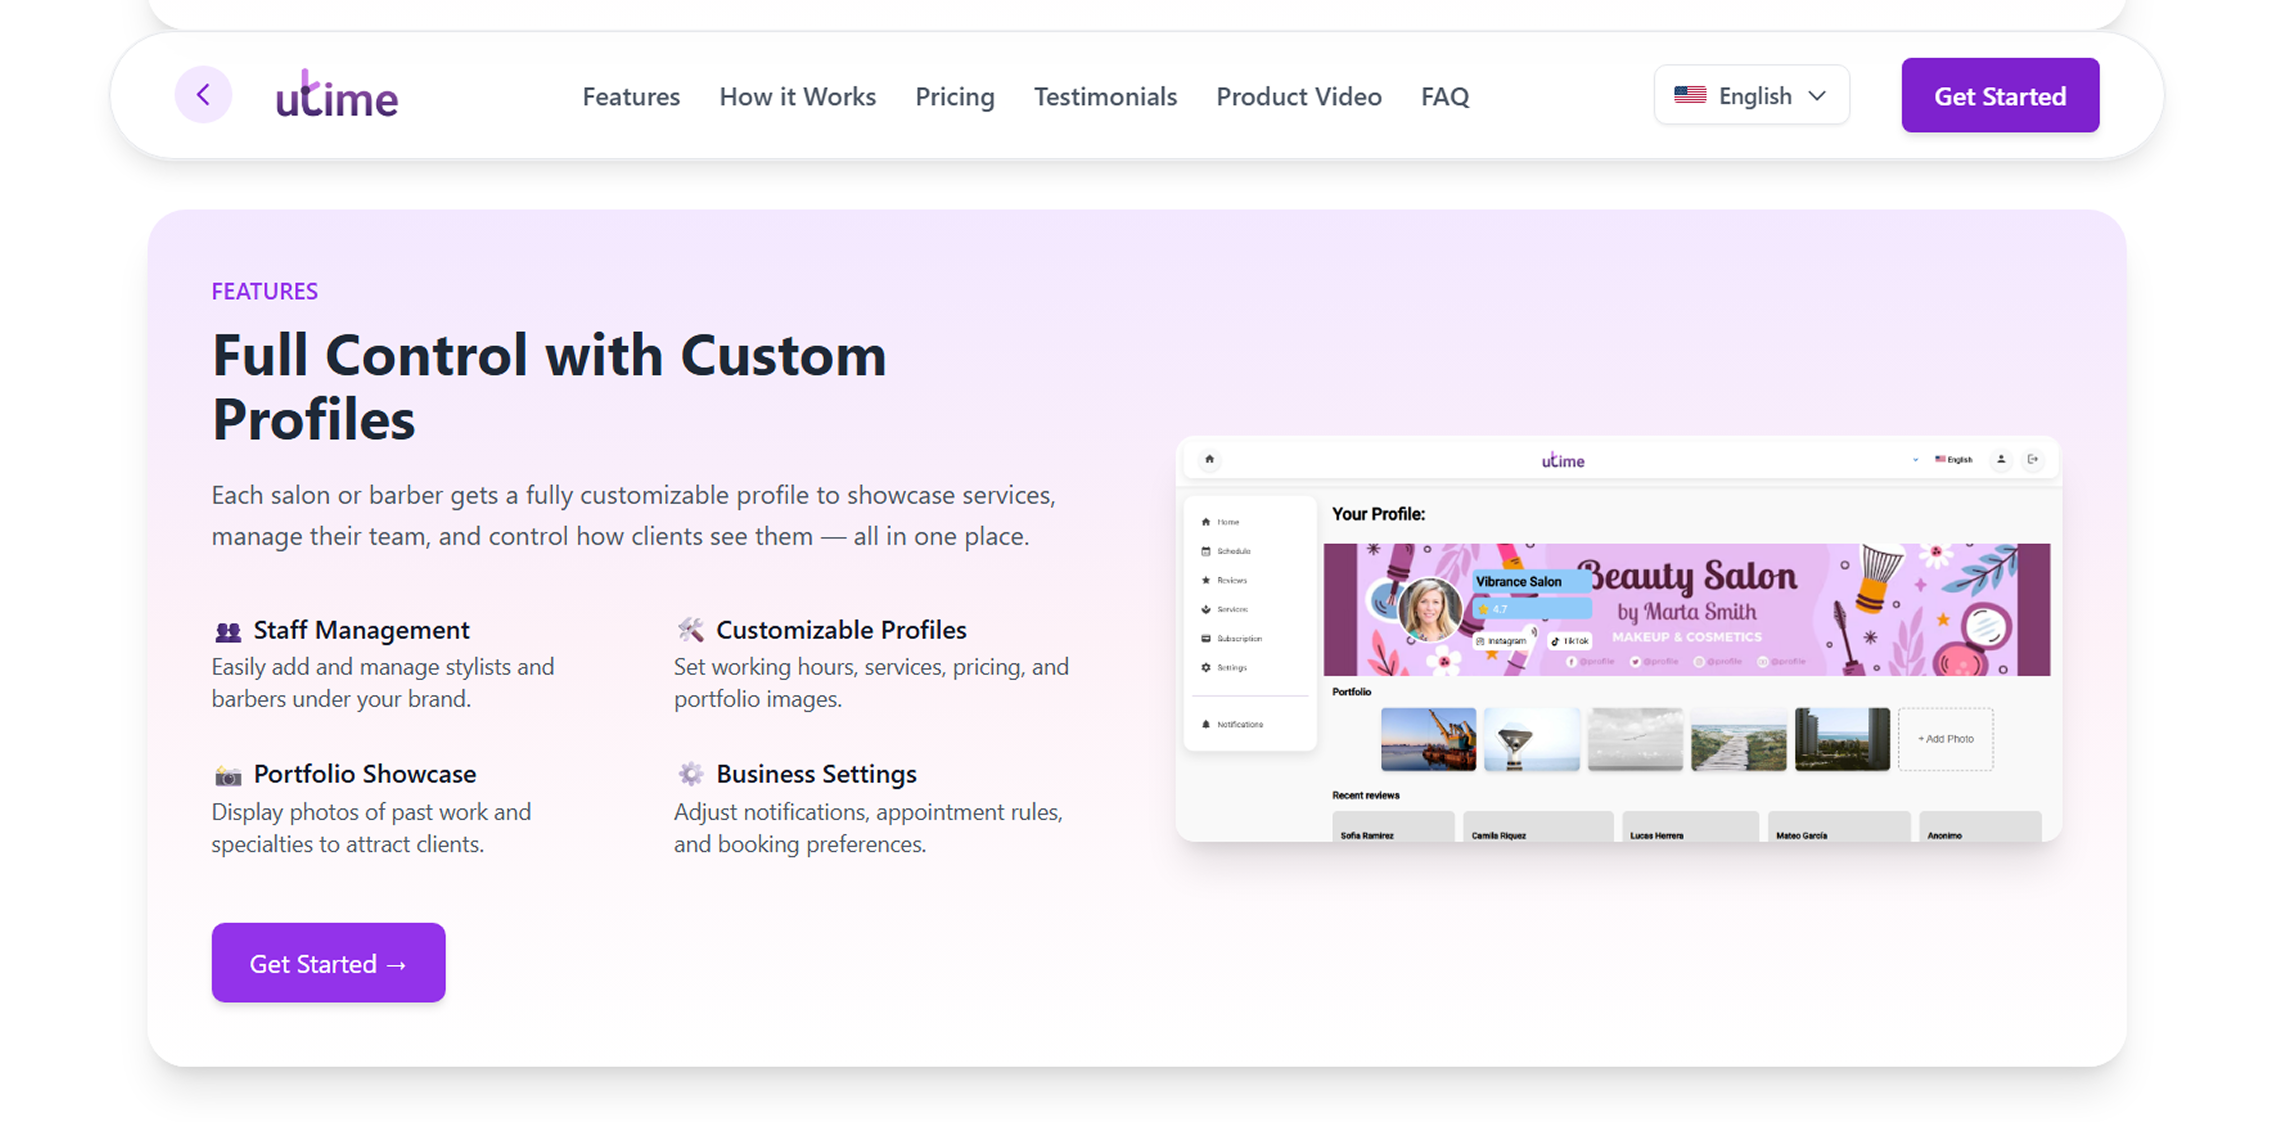 utime
Features
How it Works
Pricing
Testimonials
Product Video
FAQ
English
Get Started
FEATURES
Full Control with Custom
Profiles
Each salon or barber gets a fully customizable profile to showcase services,
manage their team, and control how clients see them — all in one place.
Staff Management
Easily add and manage stylists and
barbers under your brand.
Customizable Profiles
Set working hours, services, pricing, and
portfolio images.
Portfolio Showcase
Display photos of past work and
specialties to attract clients.
Business Settings
Adjust notifications, appointment rules,
and booking preferences.
Get Started →
utime
English
Home
Schedule
Reviews
Services
Subscription
Settings
Notifications
Your Profile:
Vibrance Salon
4.7
Instagram
TikTok
Beauty Salon
by Marta Smith
MAKEUP & COSMETICS
@profile
@profile
@profile
@profile
Portfolio
+ Add Photo
Recent reviews
Sofia Ramirez
Camila Riquez
Lucas Herrera
Mateo García
Anonimo